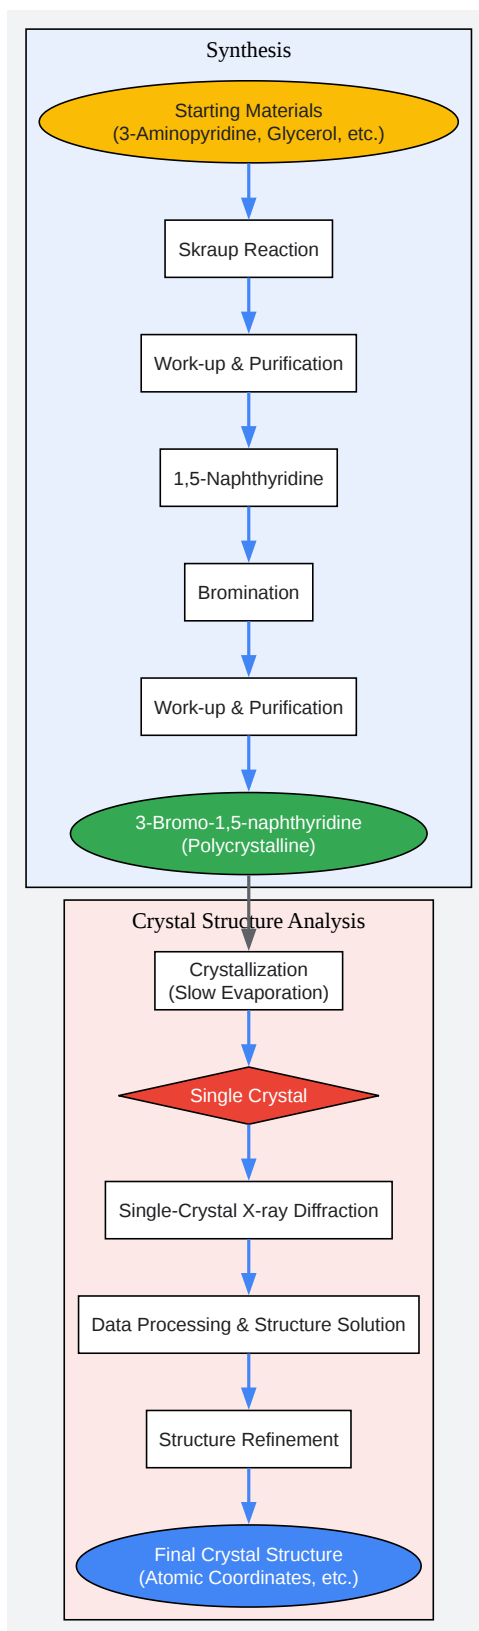 Synthesis
Starting Materials
(3-Aminopyridine, Glycerol, etc.)
Skraup Reaction
Work-up & Purification
1,5-Naphthyridine
Bromination
Work-up & Purification
3-Bromo-1,5-naphthyridine
(Polycrystalline)
Crystal Structure Analysis
Crystallization
(Slow Evaporation)
Single Crystal
Single-Crystal X-ray Diffraction
Data Processing & Structure Solution
Structure Refinement
Final Crystal Structure
(Atomic Coordinates, etc.)